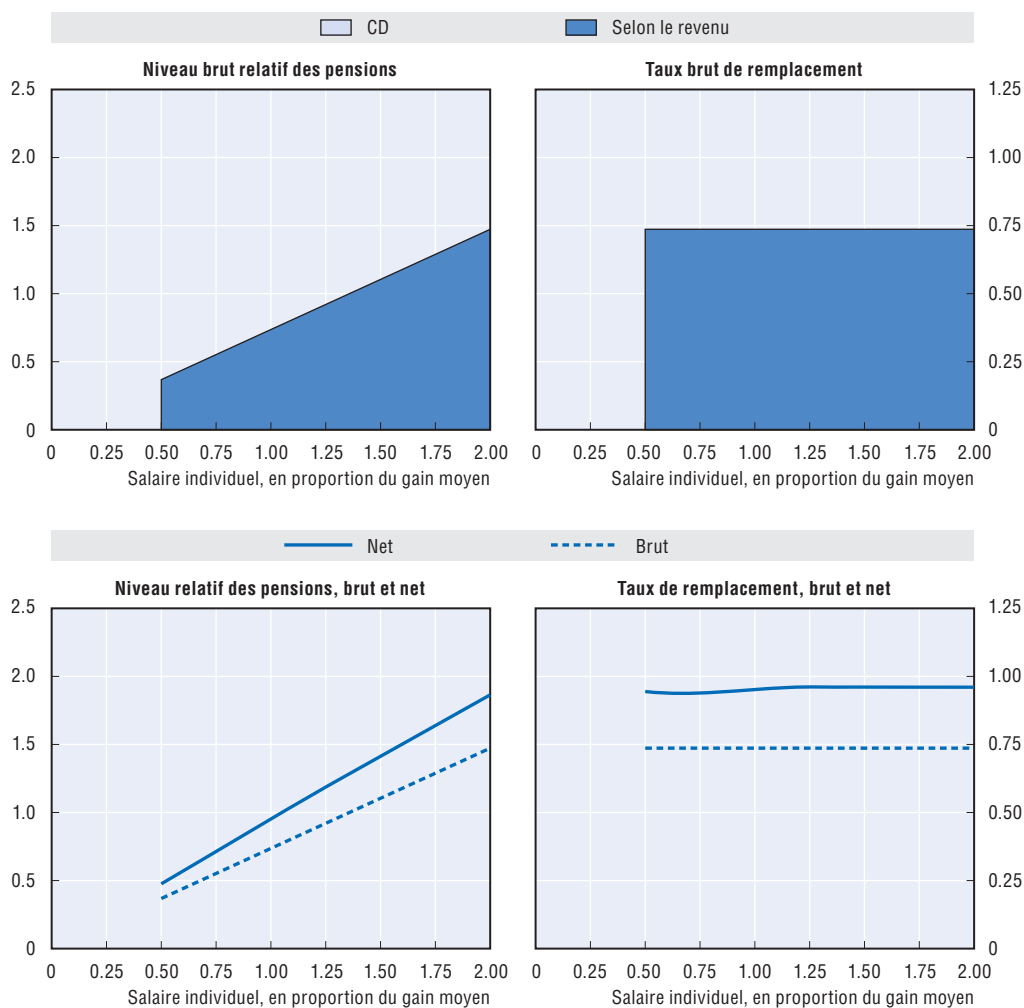 CD Selon le revenu
Niveau brut relatif des pensions
Taux brut de remplacement
2.5 1.25
2.0 1.00
1.5 0.75
1.0 0.50
0.5 0.25
0 0
0 0.25 0.50 0.75 1.00 1.25 1.50 1.75 2.00 0 0.25 0.50 0.75 1.00 1.25 1.50 1.75 2.00
Salaire individuel, en proportion du gain moyen Salaire individuel, en proportion du gain moyen
Net Brut
Niveau relatif des pensions, brut et net
Taux de remplacement, brut et net
2.5 1.25
2.0 1.00
1.5 0.75
1.0 0.50
0.5 0.25
0 0
0 0.25 0.50 0.75 1.00 1.25 1.50 1.75 2.00 0 0.25 0.50 0.75 1.00 1.25 1.50 1.75 2.00
Salaire individuel, en proportion du gain moyen Salaire individuel, en proportion du gain moyen